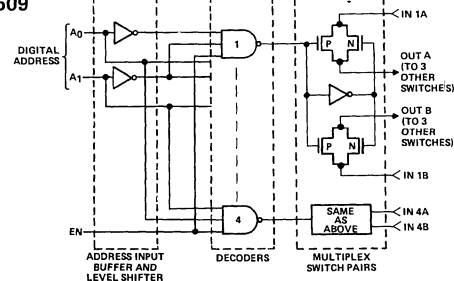 509
IN 1A
A0
1
P N
DIGITAL
ADDRESS
OUT A
(TO 3
OTHER
SWITCHES)
A1
OUT B
(TO 3
OTHER
SWITCHES)
P N
IN 1B
4
SAME
AS
ABOVE
IN 4A
IN 4B
EN
ADDRESS INPUT
BUFFER AND
LEVEL SHIFTER
DECODERS
MULTIPLEX
SWITCH PAIRS